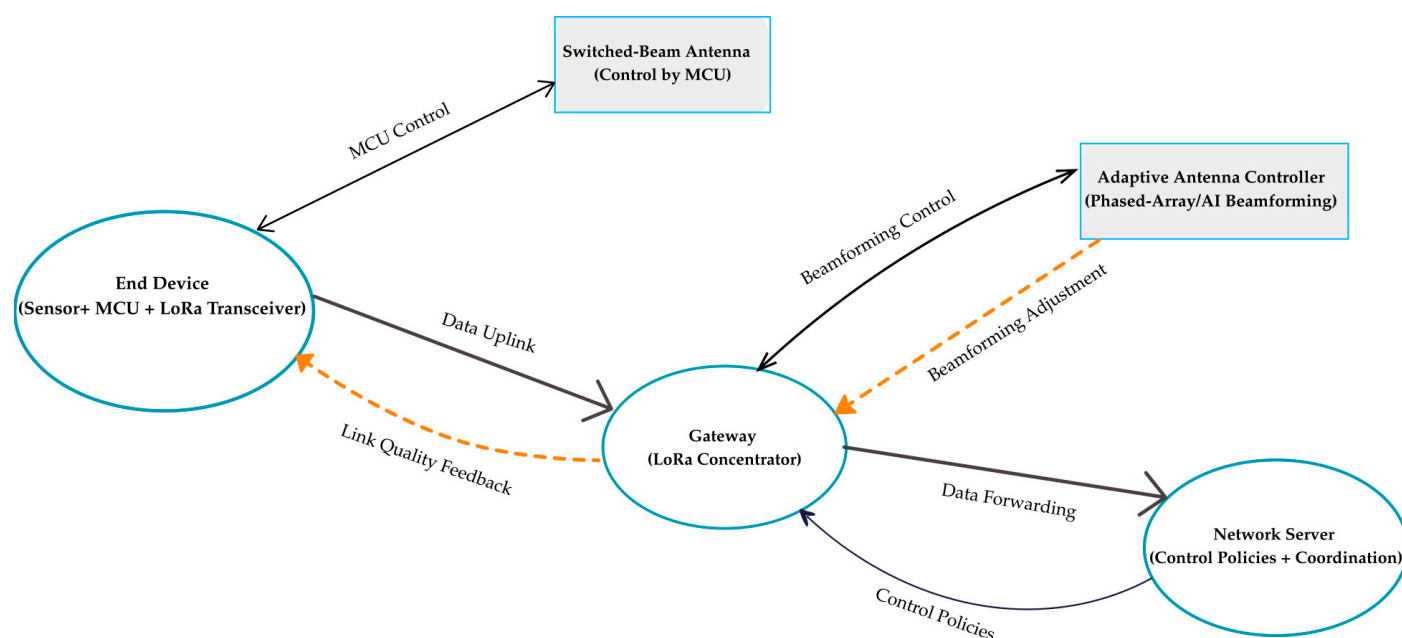 Switched-Beam Antenna
(Control by MCU)
MCU Control
Adaptive Antenna Controller
(Phased-Array/AI Beamforming)
Beamforming Control
End Device
(Sensor+ MCU + LoRa Transceiver)
Data Uplink
Beamforming Adjustment
Link Quality Feedback
Gateway
(LoRa Concentrator)
Data Forwarding
Network Server
(Control Policies + Coordination)
Control Policies